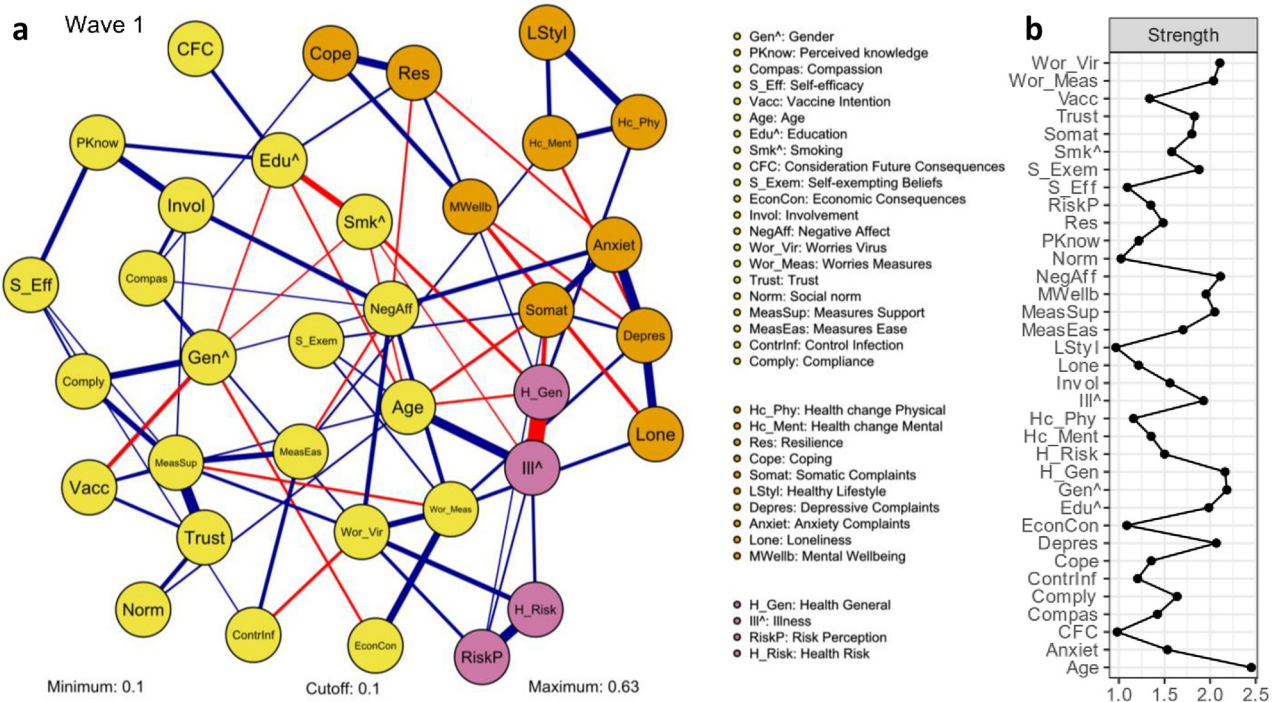 a Wave 1
CFC
Cope
Res
LStyl
Hc_Phy
Hc_Ment
PKnow
Edu^
Invol
Smk^
MWellb
Anxiet
S_Eff
Compas
NegAff
Somat
Depres
S_Exem
Gen^
Comply
Age
H_Gen
Lone
MeasSup
MeasEas
Ill^
Vacc
Wor_Meas
Trust
Wor_Vir
Norm
ContrInf
EconCon
H_Risk
RiskP
Minimum: 0.1 Cutoff: 0.1 Maximum: 0.63
Gen^: Gender
PKnow: Perceived knowledge
Compas: Compassion
S_Eff: Self-efficacy
Vacc: Vaccine Intention
Age: Age
Edu^: Education
Smk^: Smoking
CFC: Consideration Future Consequences
S_Exem: Self-exempting Beliefs
EconCon: Economic Consequences
Invol: Involvement
NegAff: Negative Affect
Wor_Vir: Worries Virus
Wor_Meas: Worries Measures
Trust: Trust
Norm: Social norm
MeasSup: Measures Support
MeasEas: Measures Ease
ContrInf: Control Infection
Comply: Compliance
Hc_Phy: Health change Physical
Hc_Ment: Health change Mental
Res: Resilience
Cope: Coping
Somat: Somatic Complaints
LStyl: Healthy Lifestyle
Depres: Depressive Complaints
Anxiet: Anxiety Complaints
Lone: Loneliness
MWellb: Mental Wellbeing
H_Gen: Health General
Ill^: Illness
RiskP: Risk Perception
H_Risk: Health Risk
b
Strength
Wor_Vir
Wor_Meas
Vacc
Trust
Somat
Smk^
S_Exem
S_Eff
RiskP
Res
PKnow
Norm
NegAff
MWellb
MeasSup
MeasEas
LStyl
Lone
Invol
Ill^
Hc_Phy
Hc_Ment
H_Risk
H_Gen
Gen^
Edu^
EconCon
Depres
Cope
ContrInf
Comply
Compas
CFC
Anxiet
Age
1.0 1.5 2.0 2.5